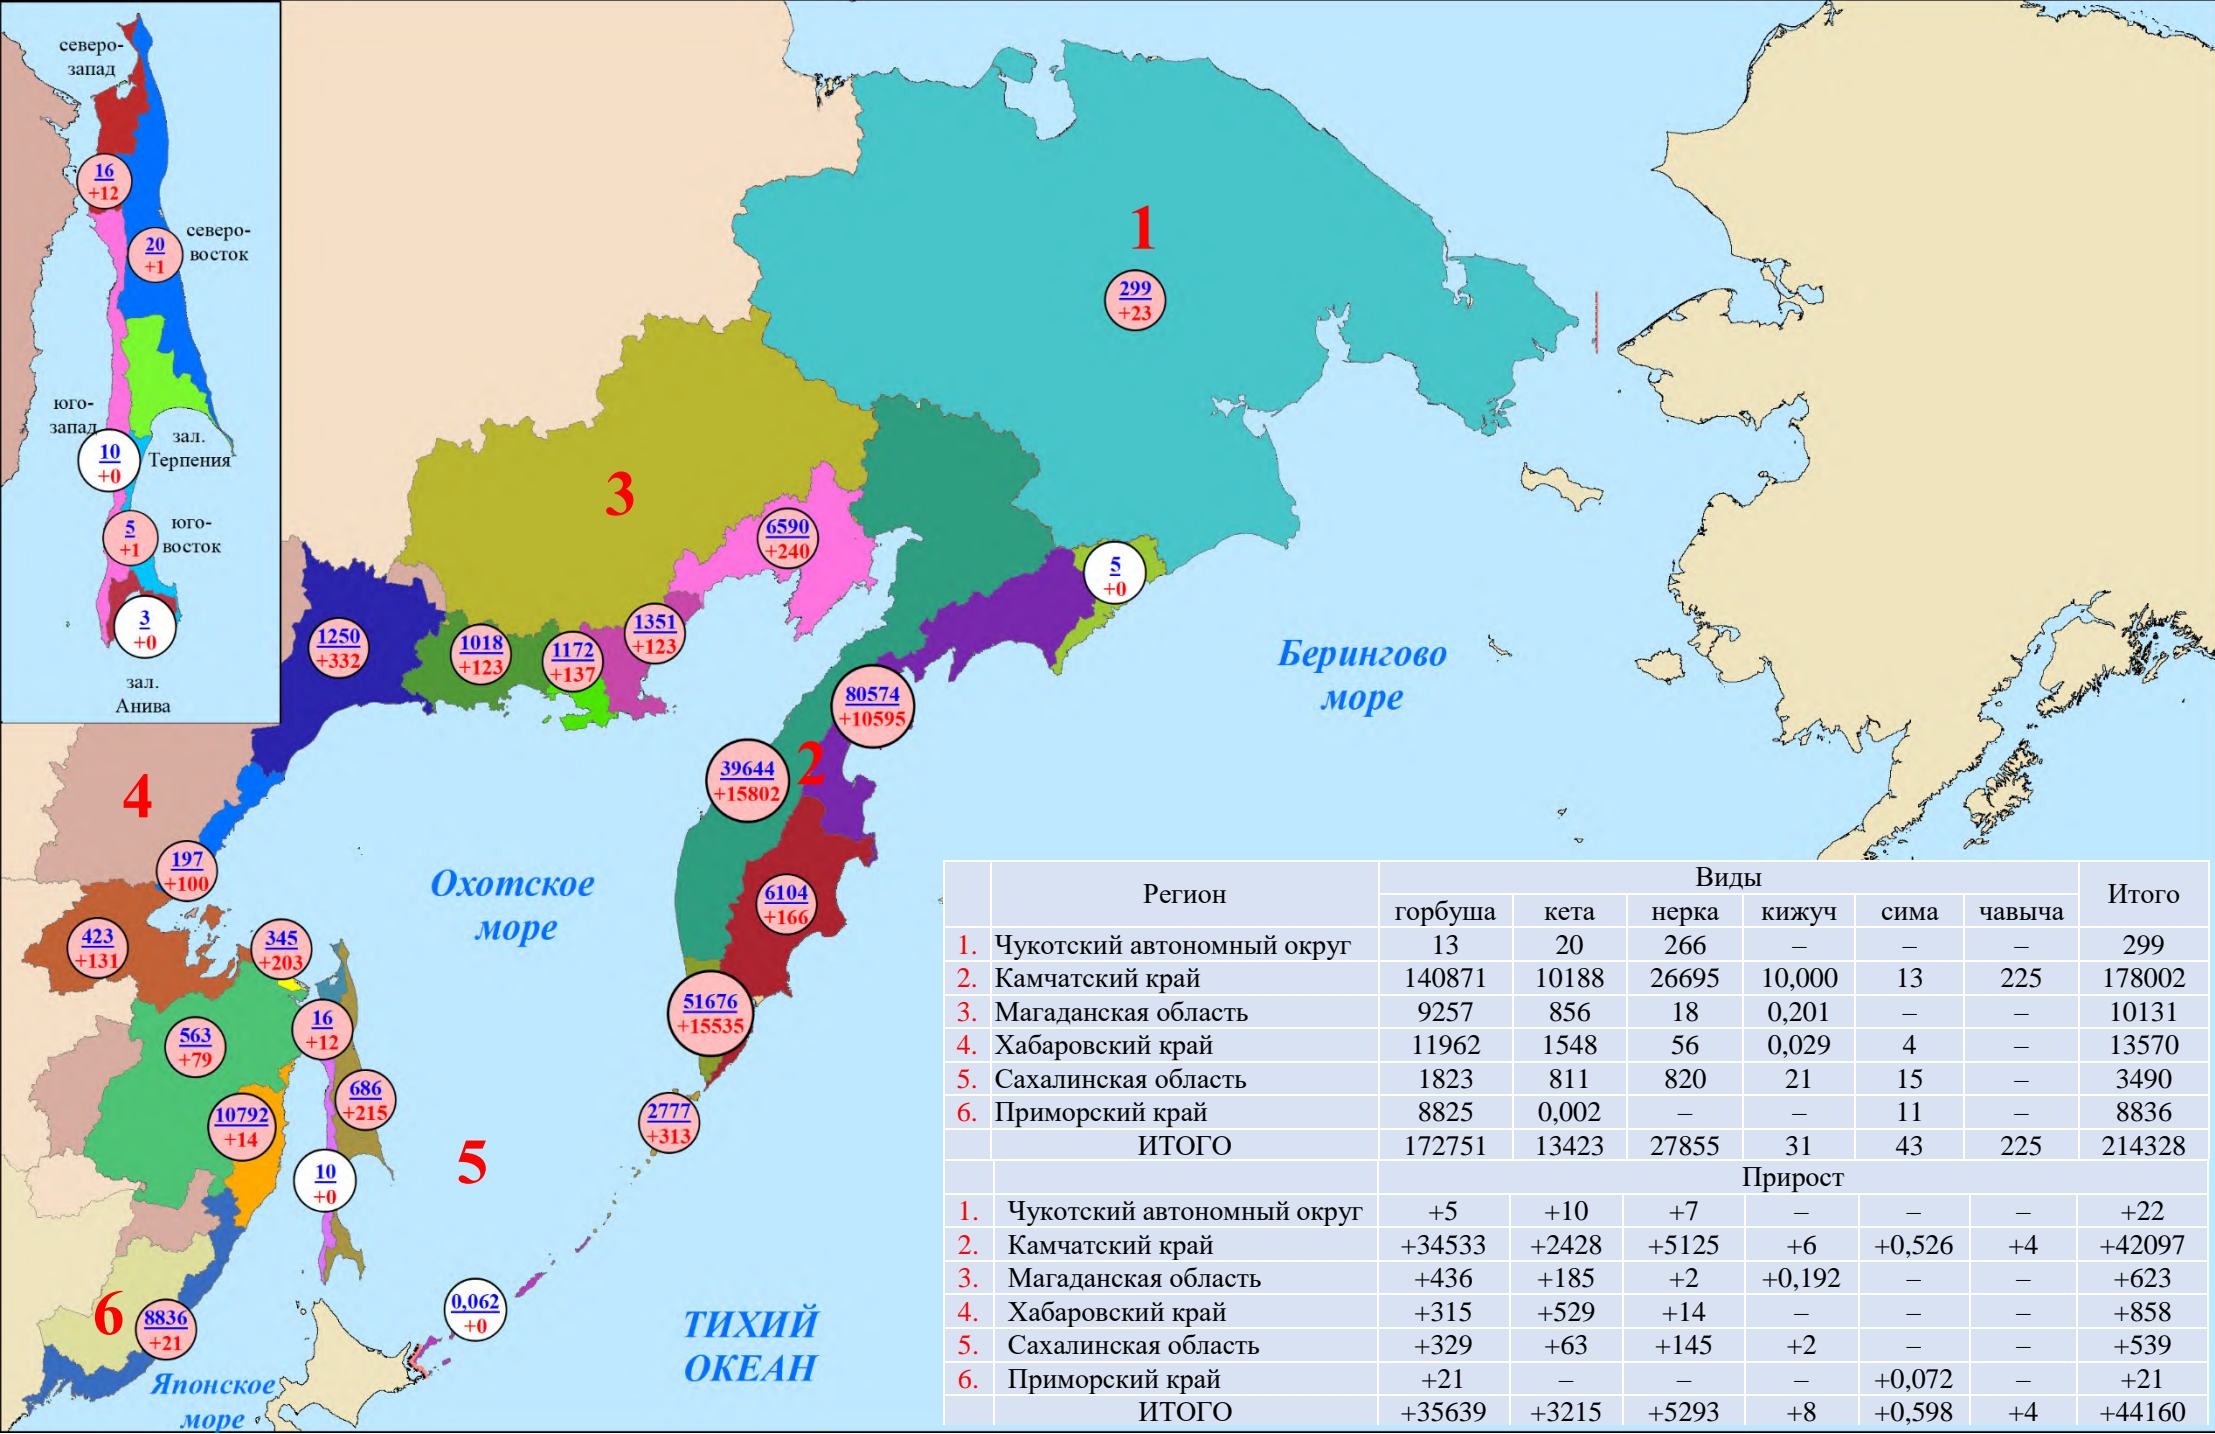 северо-
запад
16
+12
северо-
восток
20
+1
юго-
запад
10
+0
зал.
Терпения
юго-
восток
5
+1
3
+0
зал.
Анива
1
299
+23
3
6590
+240
5
+0
1250
+332
1018
+123
1172
+137
1351
+123
Берингово
море
80574
+10595
39644
+15802
2
4
197
+100
Охотское
море
6104
+166
423
+131
345
+203
51676
+15535
16
+12
563
+79
686
+215
10792
+14
2777
+313
5
10
+0
0,062
+0
6
8836
+21
ТИХИЙ
ОКЕАН
Японское
море
Регион Виды Итого
горбуша кета нерка кижуч сима чавыча
1. Чукотский автономный округ 13 20 266 – – – 299
2. Камчатский край 140871 10188 26695 10,000 13 225 178002
3. Магаданская область 9257 856 18 0,201 – – 10131
4. Хабаровский край 11962 1548 56 0,029 4 – 13570
5. Сахалинская область 1823 811 820 21 15 – 3490
6. Приморский край 8825 0,002 – – 11 – 8836
ИТОГО 172751 13423 27855 31 43 225 214328
Прирост
1. Чукотский автономный округ +5 +10 +7 – – – +22
2. Камчатский край +34533 +2428 +5125 +6 +0,526 +4 +42097
3. Магаданская область +436 +185 +2 +0,192 – – +623
4. Хабаровский край +315 +529 +14 – – – +858
5. Сахалинская область +329 +63 +145 +2 – – +539
6. Приморский край +21 – – – +0,072 – +21
ИТОГО +35639 +3215 +5293 +8 +0,598 +4 +44160